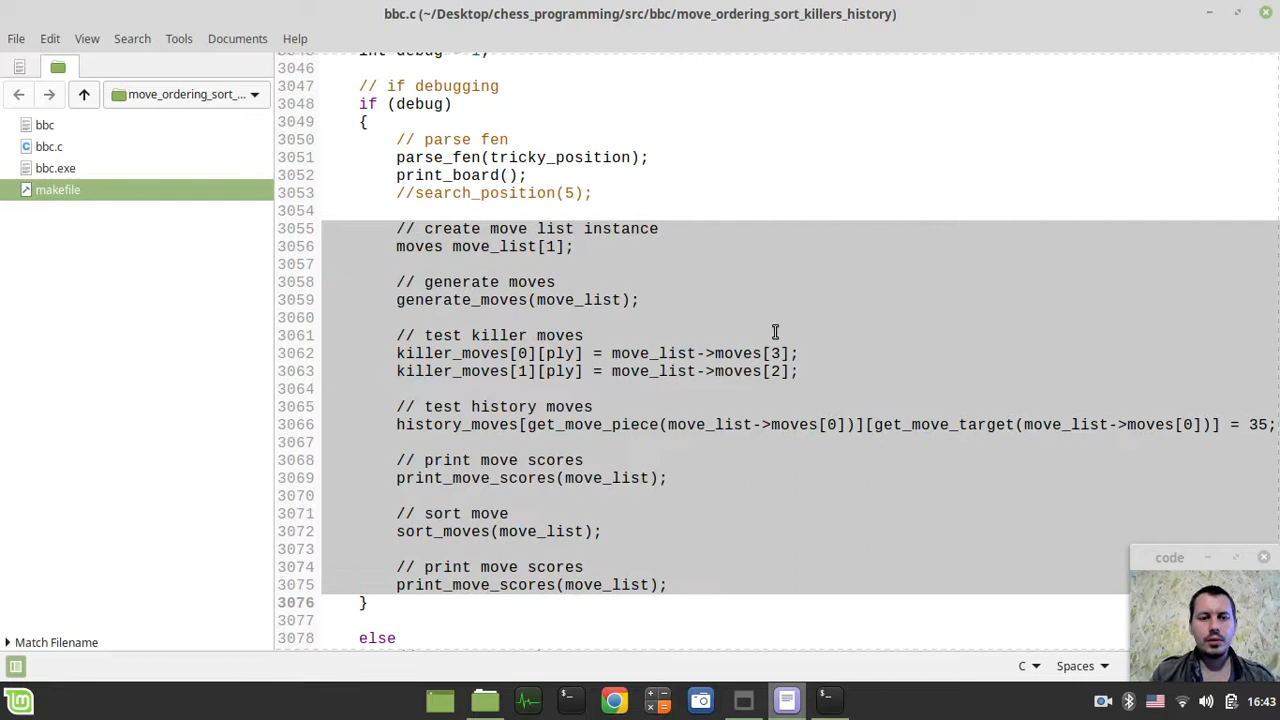 bbc.c (~/Desktop/chess_programming/src/bbc/move_ordering_sort_killers_history)
File Edit View Search Tools Documents Help
move_ordering_sort_...
bbc
bbc.c
bbc.exe
makefile
3046
3047 // if debugging
3048 if (debug)
3049 {
3050 // parse fen
3051 parse_fen(tricky_position);
3052 print_board();
3053 //search_position(5);
3054
3055 // create move list instance
3056 moves move_list[1];
3057
3058 // generate moves
3059 generate_moves(move_list);
3060
3061 // test killer moves
3062 killer_moves[0][ply] = move_list->moves[3];
3063 killer_moves[1][ply] = move_list->moves[2];
3064
3065 // test history moves
3066 history_moves[get_move_piece(move_list->moves[0])][get_move_target(move_list->moves[0])] = 35;
3067
3068 // print move scores
3069 print_move_scores(move_list);
3070
3071 // sort move
3072 sort_moves(move_list);
3073
3074 // print move scores
3075 print_move_scores(move_list);
3076 }
3077
3078 else
Match Filename
code
C Spaces
16:43